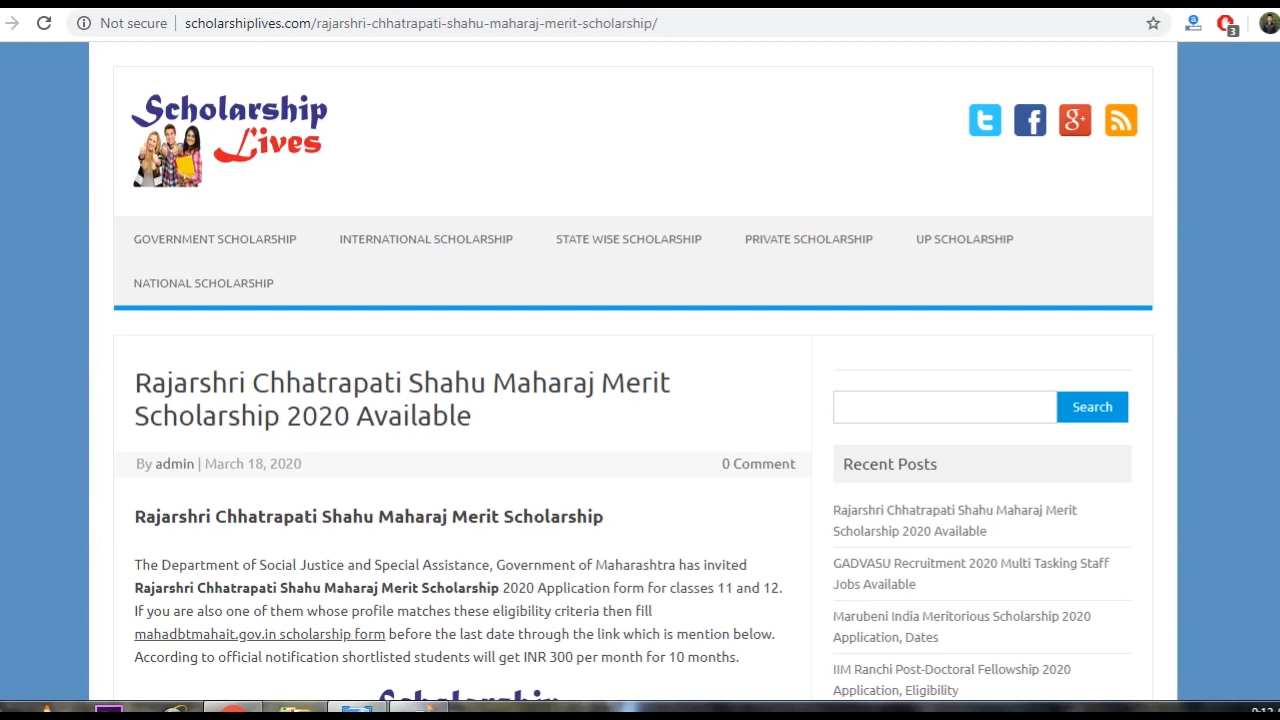 Not secure
scholarshiplives.com/rajarshri-chhatrapati-shahu-maharaj-merit-scholarship/
3
Scholarship
Lives
GOVERNMENT SCHOLARSHIP
INTERNATIONAL SCHOLARSHIP
STATE WISE SCHOLARSHIP
PRIVATE SCHOLARSHIP
UP SCHOLARSHIP
NATIONAL SCHOLARSHIP
Rajarshri Chhatrapati Shahu Maharaj Merit
Scholarship 2020 Available
By admin | March 18, 2020
0 Comment
Rajarshri Chhatrapati Shahu Maharaj Merit Scholarship
The Department of Social Justice and Special Assistance, Government of Maharashtra has invited
Rajarshri Chhatrapati Shahu Maharaj Merit Scholarship 2020 Application form for classes 11 and 12.
If you are also one of them whose profile matches these eligibility criteria then fill
mahadbtmahait.gov.in scholarship form before the last date through the link which is mention below.
According to official notification shortlisted students will get INR 300 per month for 10 months.
Scholarship
Search
Recent Posts
Rajarshri Chhatrapati Shahu Maharaj Merit
Scholarship 2020 Available
GADVASU Recruitment 2020 Multi Tasking Staff
Jobs Available
Marubeni India Meritorious Scholarship 2020
Application, Dates
IIM Ranchi Post-Doctoral Fellowship 2020
Application, Eligibility